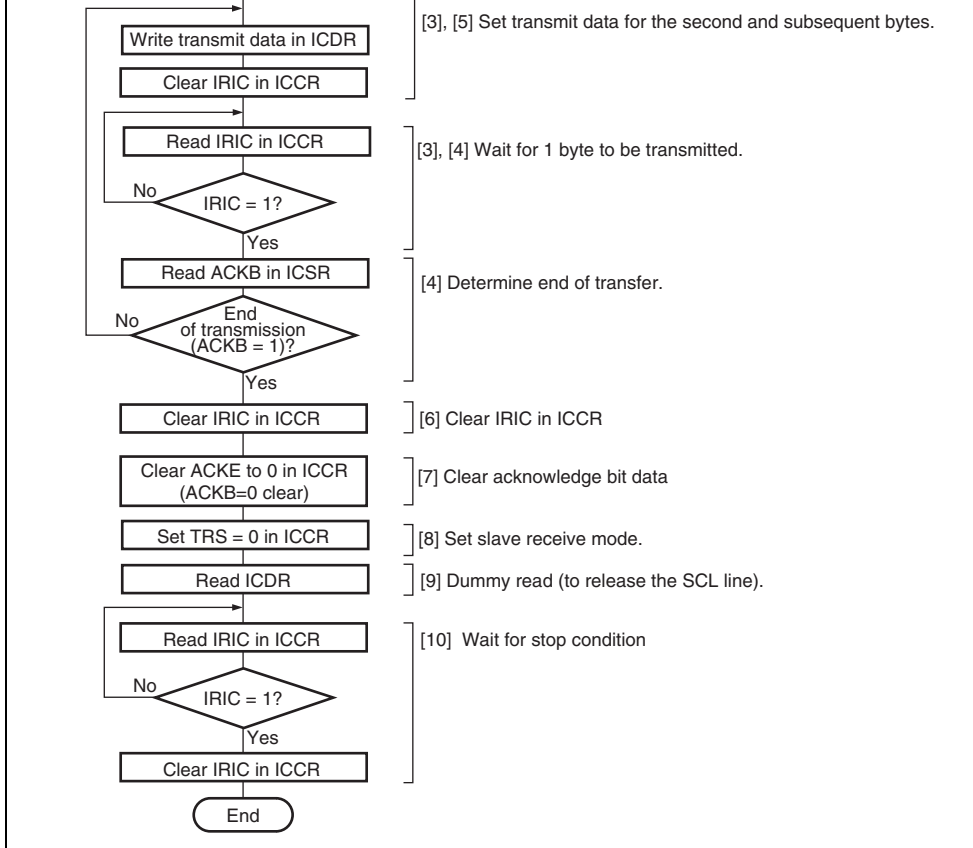 [3], [5] Set transmit data for the second and subsequent bytes.
Write transmit data in ICDR
Clear IRIC in ICCR
Read IRIC in ICCR
[3], [4] Wait for 1 byte to be transmitted.
No
IRIC = 1?
Yes
Read ACKB in ICSR
[4] Determine end of transfer.
No
End
of transmission
(ACKB = 1)?
Yes
Clear IRIC in ICCR
[6] Clear IRIC in ICCR
Clear ACKE to 0 in ICCR
(ACKB=0 clear)
[7] Clear acknowledge bit data
Set TRS = 0 in ICCR
[8] Set slave receive mode.
Read ICDR
[9] Dummy read (to release the SCL line).
Read IRIC in ICCR
[10] Wait for stop condition
No
IRIC = 1?
Yes
Clear IRIC in ICCR
End